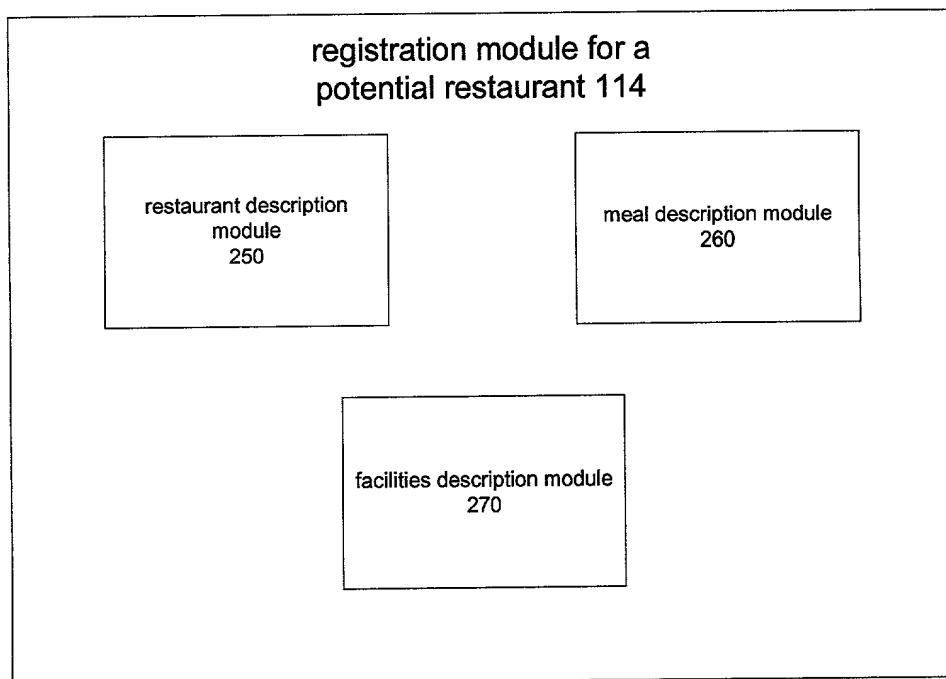 registration module for a
potential restaurant 114
restaurant description
module
250
meal description module
260
facilities description module
270